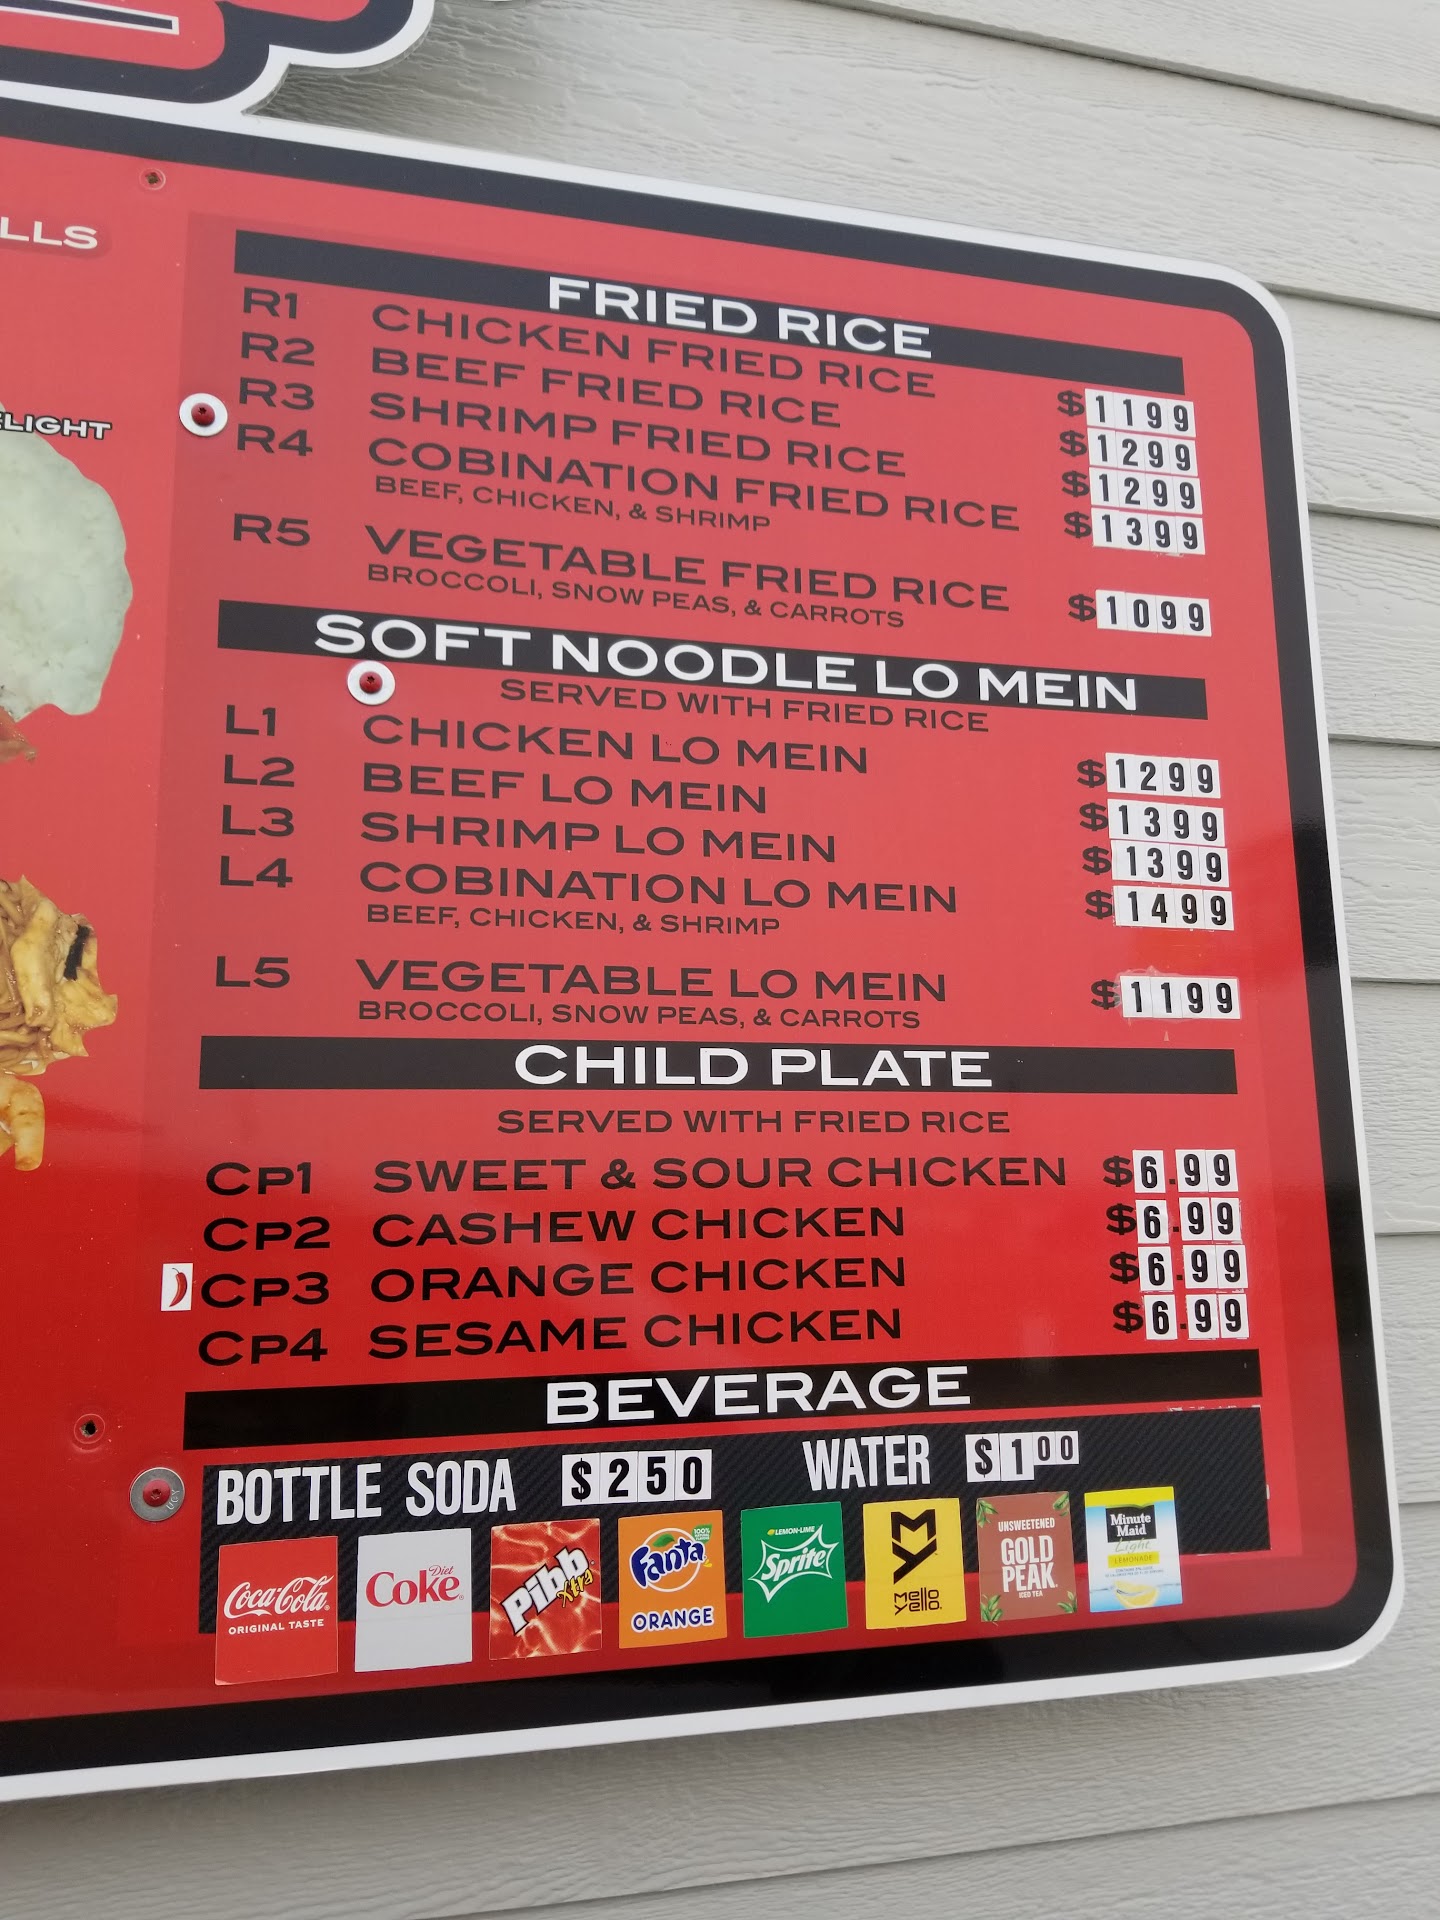 LLS
ELIGHT
FRIED RICE
R1 CHICKEN FRIED RICE $1199
R2 BEEF FRIED RICE $1299
R3 SHRIMP FRIED RICE $1299
R4 COBINATION FRIED RICE $1399
BEEF, CHICKEN, & SHRIMP
R5 VEGETABLE FRIED RICE $1099
BROCCOLI, SNOW PEAS, & CARROTS
SOFT NOODLE LO MEIN
SERVED WITH FRIED RICE
L1 CHICKEN LO MEIN $1299
L2 BEEF LO MEIN $1399
L3 SHRIMP LO MEIN $1399
L4 COBINATION LO MEIN $1499
BEEF, CHICKEN, & SHRIMP
L5 VEGETABLE LO MEIN $1199
BROCCOLI, SNOW PEAS, & CARROTS
CHILD PLATE
SERVED WITH FRIED RICE
CP1 SWEET & SOUR CHICKEN $6.99
CP2 CASHEW CHICKEN $6.99
CP3 ORANGE CHICKEN $6.99
CP4 SESAME CHICKEN $6.99
BEVERAGE
BOTTLE SODA $250 WATER $100
Coca-Cola
ORIGINAL TASTE
Diet
Coke
Pibb
Xtra
Fanta
ORANGE
LEMON-LIME
Sprite
MY
Mello
Yello
UNSWEETENED
GOLD
PEAK
ICED TEA
Minute
Maid
Light
LEMONADE